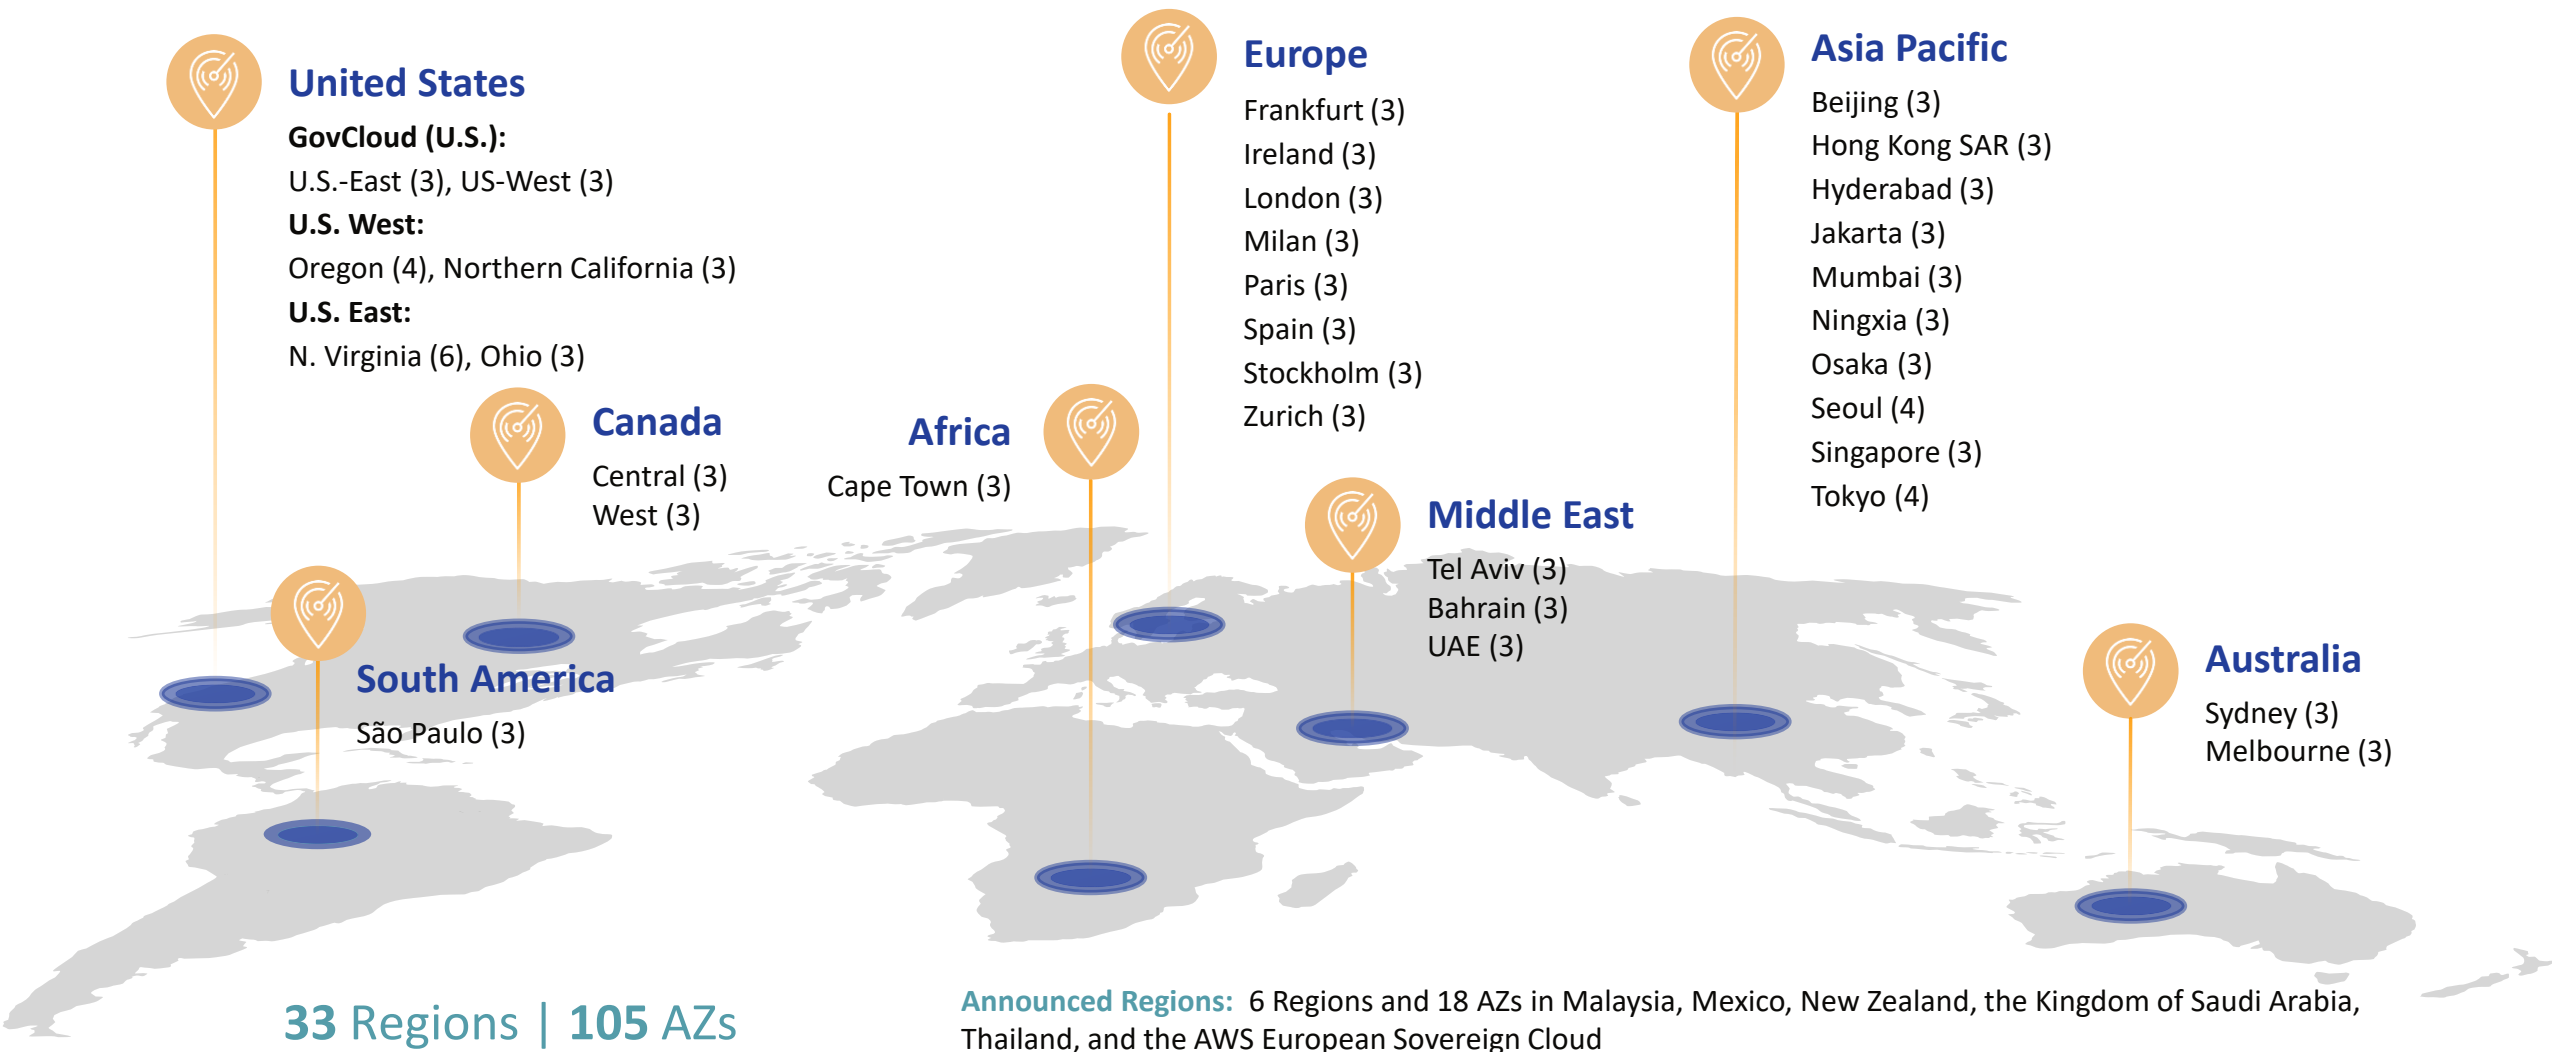 United States
GovCloud (U.S.):
U.S.-East (3), US-West (3)
U.S. West:
Oregon (4), Northern California (3)
U.S. East:
N. Virginia (6), Ohio (3)
Canada
Central (3)
West (3)
South America
São Paulo (3)
Africa
Cape Town (3)
Europe
Frankfurt (3)
Ireland (3)
London (3)
Milan (3)
Paris (3)
Spain (3)
Stockholm (3)
Zurich (3)
Middle East
Tel Aviv (3)
Bahrain (3)
UAE (3)
Asia Pacific
Beijing (3)
Hong Kong SAR (3)
Hyderabad (3)
Jakarta (3)
Mumbai (3)
Ningxia (3)
Osaka (3)
Seoul (4)
Singapore (3)
Tokyo (4)
Australia
Sydney (3)
Melbourne (3)
33 Regions | 105 AZs
Announced Regions: 6 Regions and 18 AZs in Malaysia, Mexico, New Zealand, the Kingdom of Saudi Arabia,
Thailand, and the AWS European Sovereign Cloud